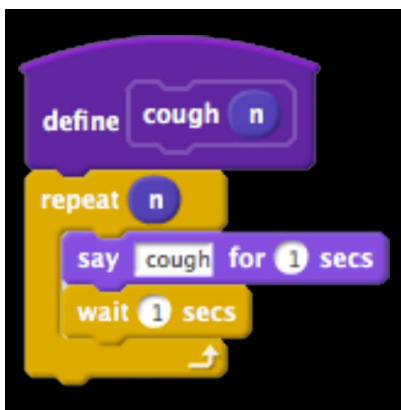 define cough n
repeat n
say cough for 1 secs
wait 1 secs